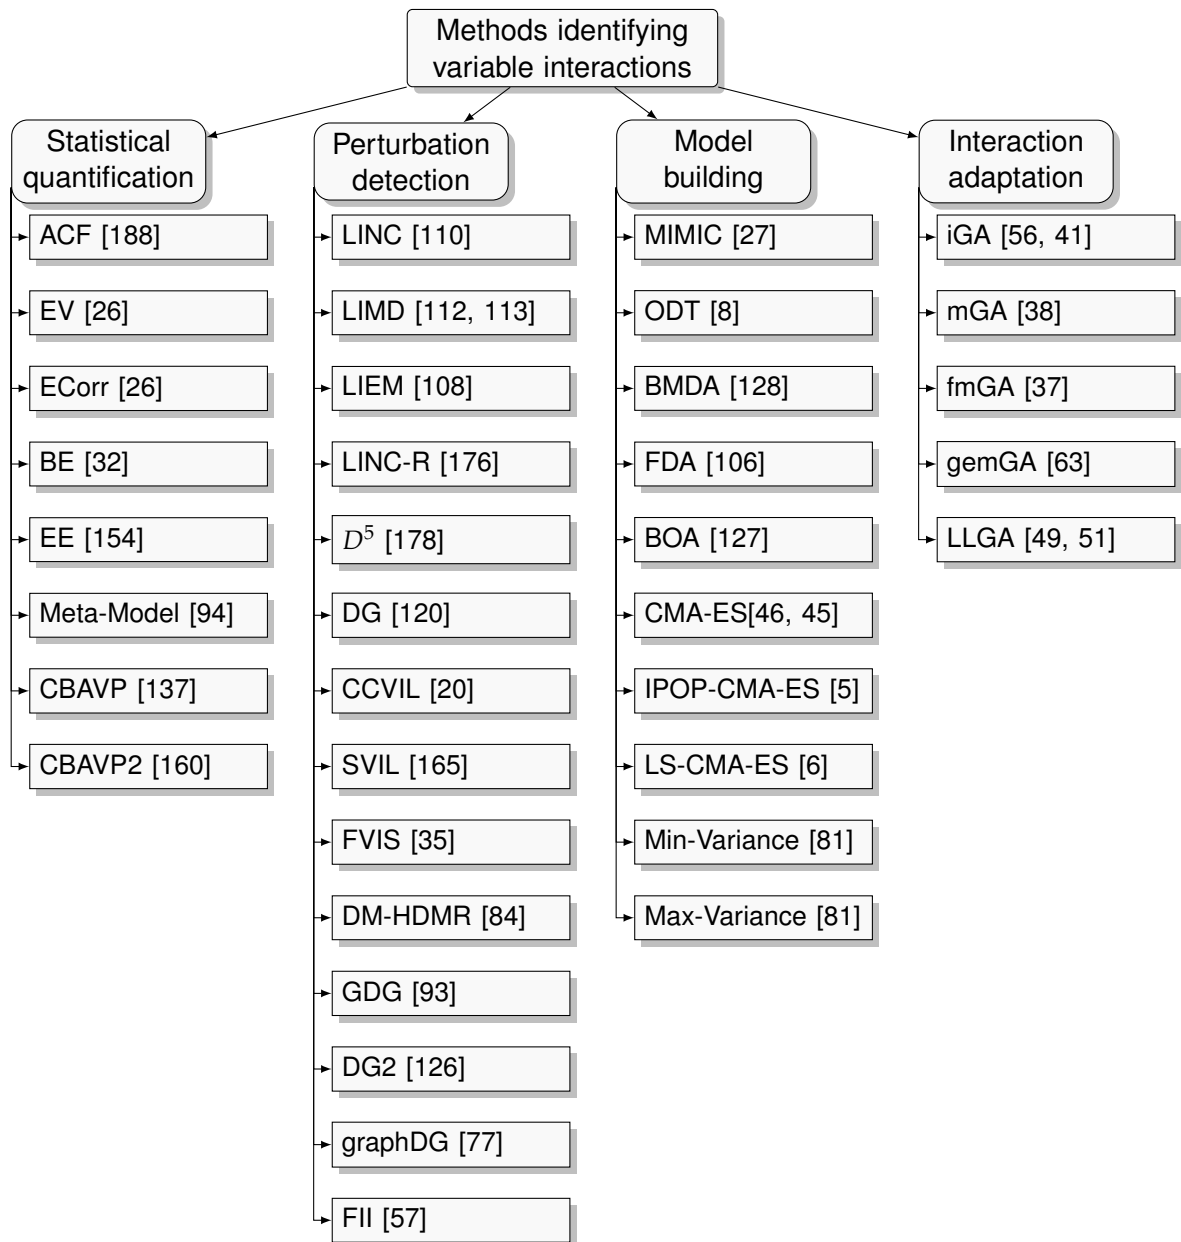 Methods identifying
variable interactions
Statistical
quantification
ACF [188]
EV [26]
ECorr [26]
BE [32]
EE [154]
Meta-Model [94]
CBAVP [137]
CBAVP2 [160]
Perturbation
detection
LINC [110]
LIMD [112, 113]
LIEM [108]
LINC-R [176]
D⁵ [178]
DG [120]
CCVIL [20]
SVIL [165]
FVIS [35]
DM-HDMR [84]
GDG [93]
DG2 [126]
graphDG [77]
FII [57]
Model
building
MIMIC [27]
ODT [8]
BMDA [128]
FDA [106]
BOA [127]
CMA-ES[46, 45]
IPOP-CMA-ES [5]
LS-CMA-ES [6]
Min-Variance [81]
Max-Variance [81]
Interaction
adaptation
iGA [56, 41]
mGA [38]
fmGA [37]
gemGA [63]
LLGA [49, 51]